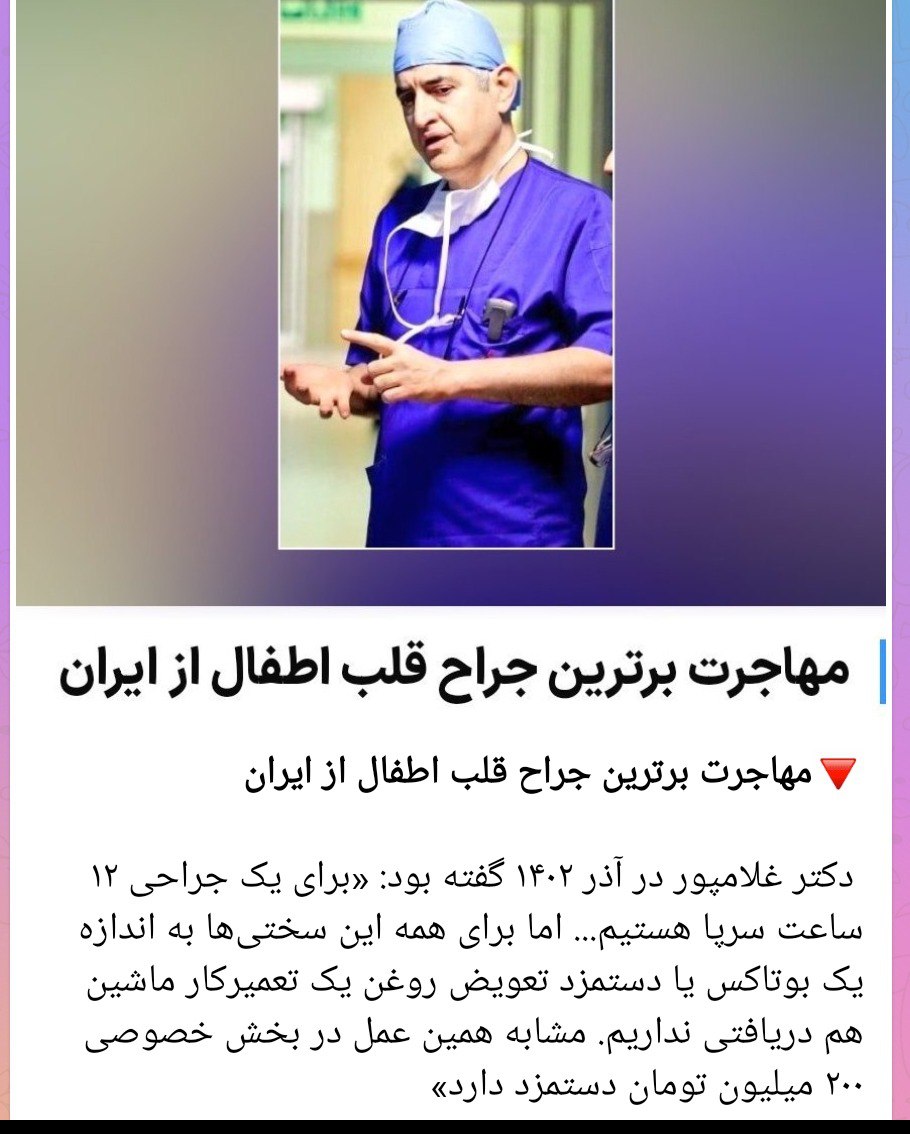 مهاجرت برترین جراح قلب اطفال از ایران
🔻مهاجرت برترین جراح قلب اطفال از ایران
دکتر غلامپور در آذر ۱۴۰۲ گفته بود: «برای یک جراحی ۱۲
ساعت سرپا هستیم... اما برای همه این سختی‌ها به اندازه
یک بوتاکس یا دستمزد تعویض روغن یک تعمیرکار ماشین
هم دریافتی نداریم. مشابه همین عمل در بخش خصوصی
۲۰۰ میلیون تومان دستمزد دارد»